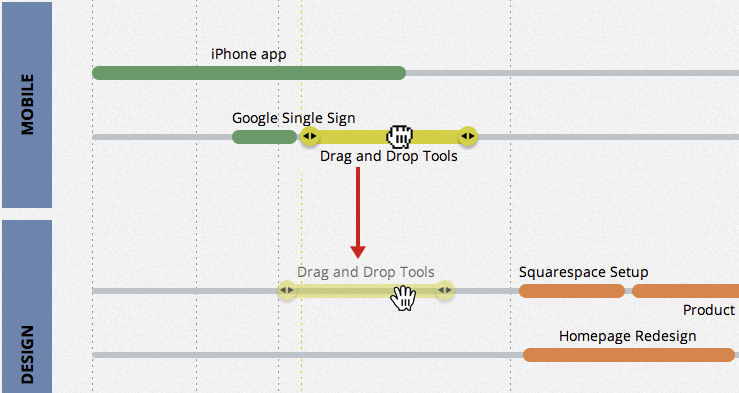 MOBILE
iPhone app
Google Single Sign
Drag and Drop Tools
DESIGN
Drag and Drop Tools
Squarespace Setup
Product
Homepage Redesign